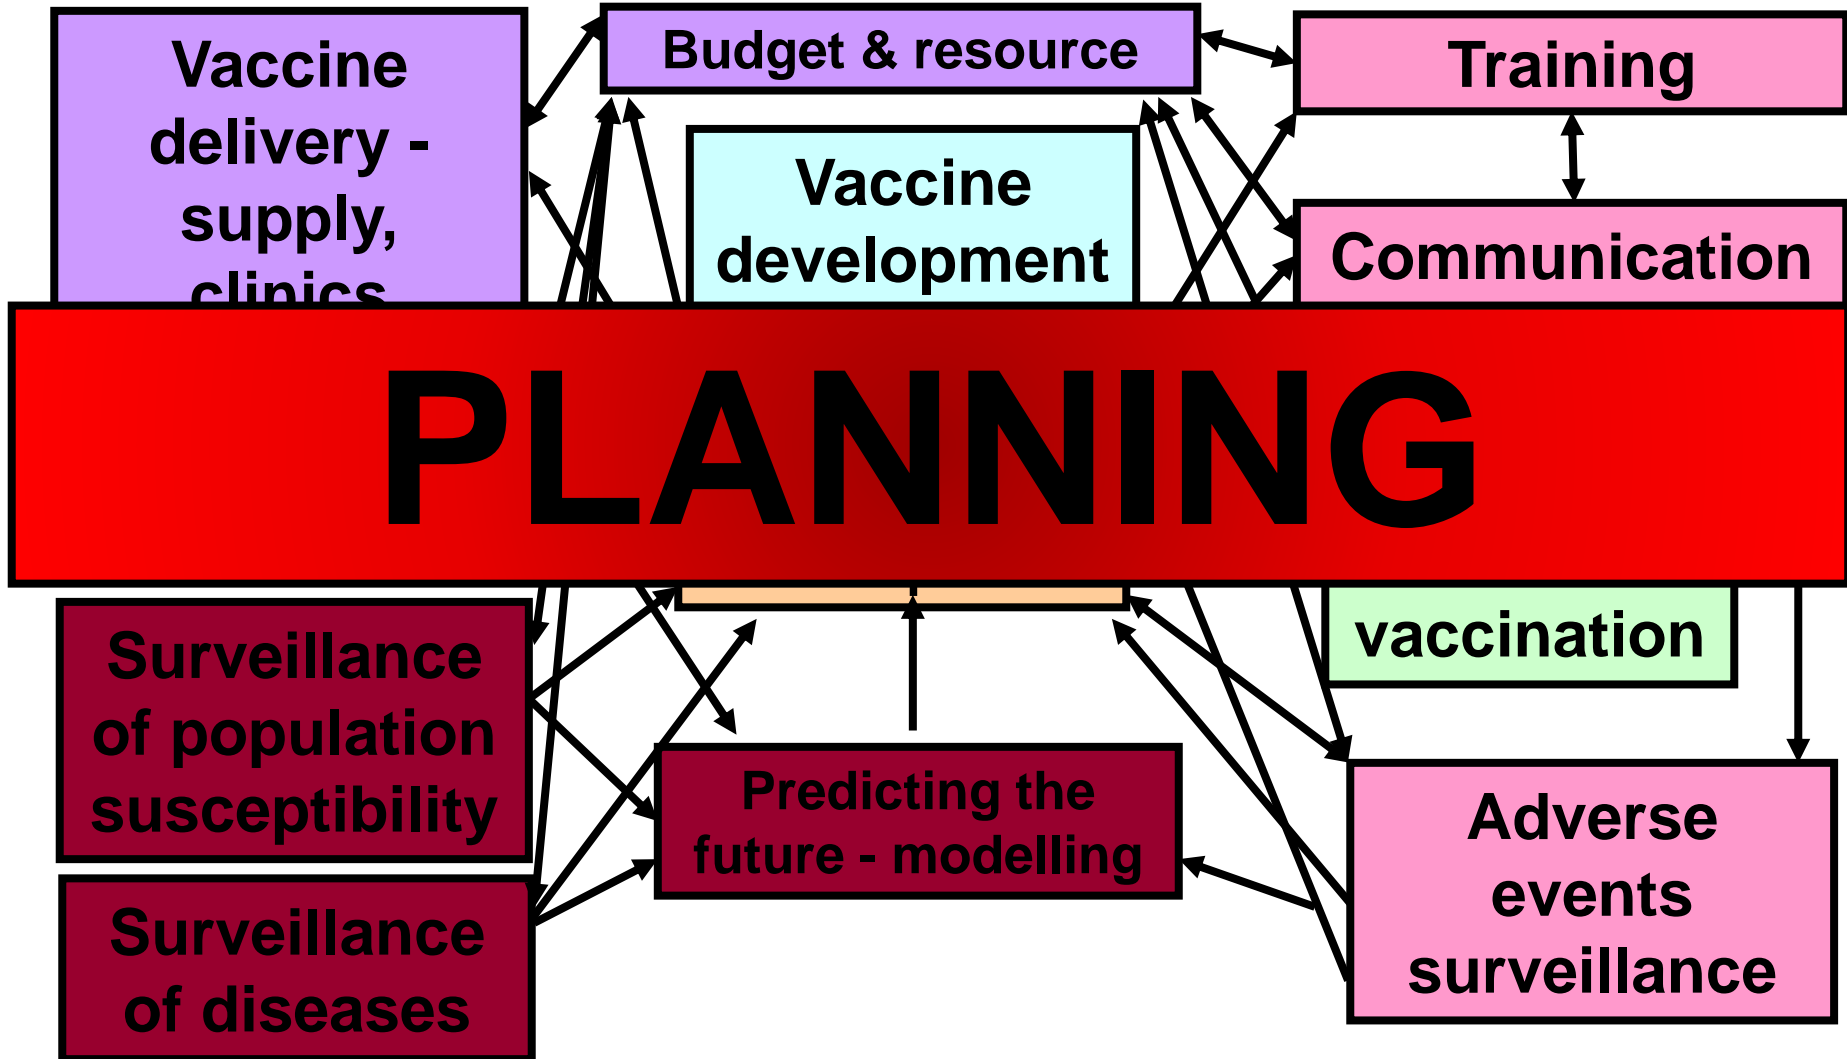 Vaccine
delivery -
supply,
clinics
Budget & resource
Training
Vaccine
development
Communication
PLANNING
vaccination
Surveillance
of population
susceptibility
Predicting the
future - modelling
Adverse
events
surveillance
Surveillance
of diseases